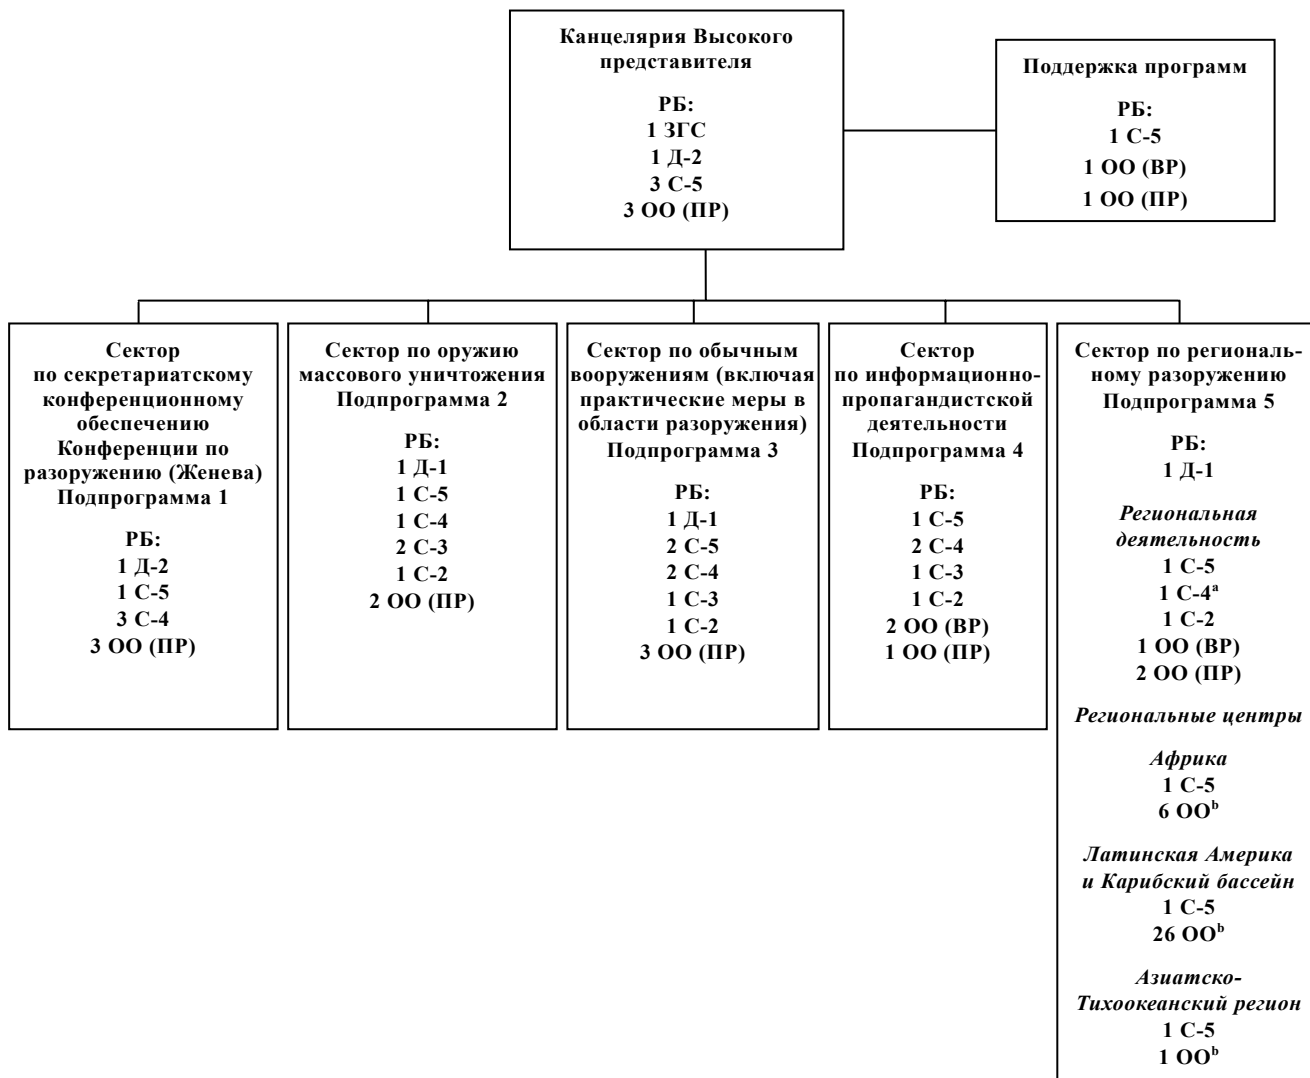 Канцелярия Высокого
представителя
РБ:
1 ЗГС
1 Д-2
3 С-5
3 ОО (ПР)
Поддержка программ
РБ:
1 С-5
1 ОО (ВР)
1 ОО (ПР)
Сектор
по секретариатскому
конференционному
обеспечению
Конференции по
разоружению (Женева)
Подпрограмма 1
РБ:
1 Д-2
1 С-5
3 С-4
3 ОО (ПР)
Сектор по оружию
массового уничтожения
Подпрограмма 2
РБ:
1 Д-1
1 С-5
1 С-4
2 С-3
1 С-2
2 ОО (ПР)
Сектор по обычным
вооружениям (включая
практические меры в
области разоружения)
Подпрограмма 3
РБ:
1 Д-1
2 С-5
2 С-4
1 С-3
1 С-2
3 ОО (ПР)
Сектор
по информационно-
пропагандистской
деятельности
Подпрограмма 4
РБ:
1 С-5
2 С-4
1 С-3
1 С-2
2 ОО (ВР)
1 ОО (ПР)
Сектор по региональ-
ному разоружению
Подпрограмма 5
РБ:
1 Д-1
Региональная
деятельность
1 С-5
1 С-4ᵃ
1 С-2
1 ОО (ВР)
2 ОО (ПР)
Региональные центры
Африка
1 С-5
6 ООᵇ
Латинская Америка
и Карибский бассейн
1 С-5
26 ООᵇ
Азиатско-
Тихоокеанский регион
1 С-5
1 ООᵇ